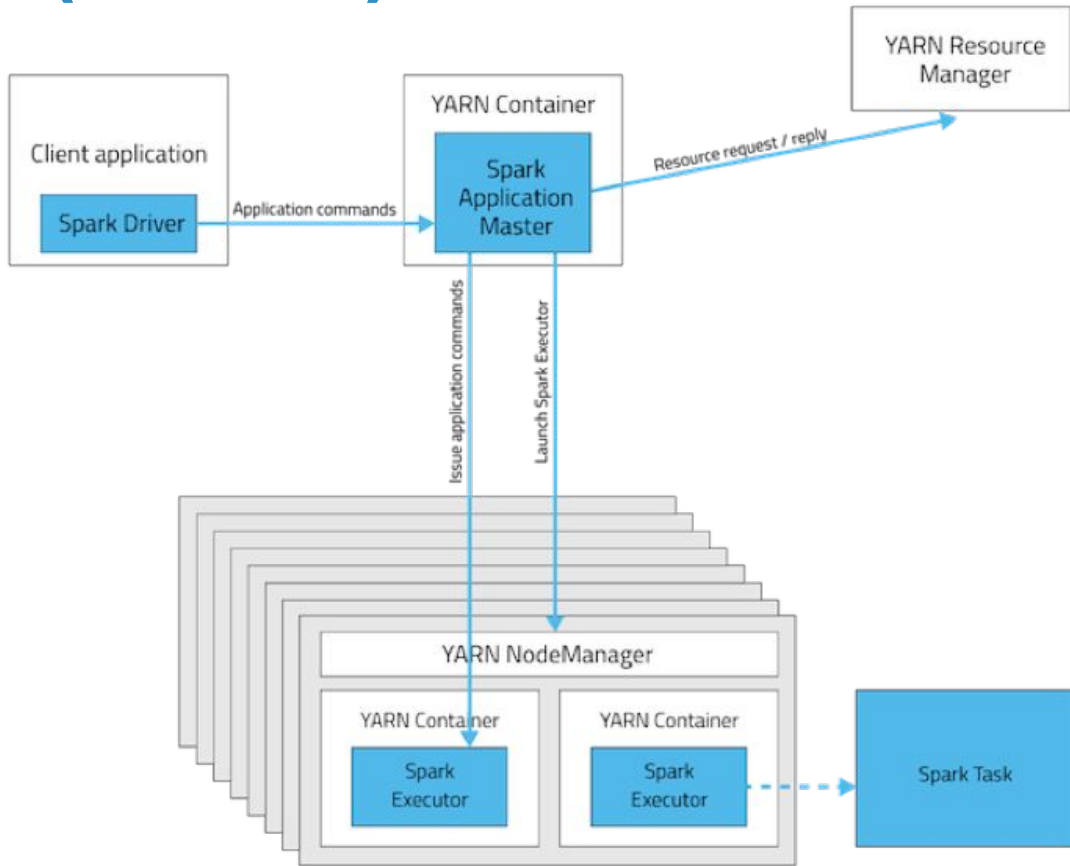 YARN Resource
Manager
YARN Container
Client application
Spark
Application
Master
Spark Driver
Application commands
Resource request / reply
Issue application commands
Launch Spark Executor
YARN NodeManager
YARN Container
YARN Container
Spark
Executor
Spark
Executor
Spark Task